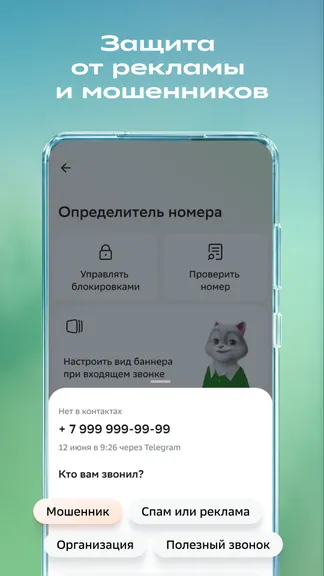 Защита
от рекламы
и мошенников
Определитель номера
Управлять
блокировками
Проверить
номер
Настроить вид баннера
при входящем звонке
Нет в контактах
+ 7 999 999-99-99
12 июня в 9:26 через Telegram
Кто вам звонил?
Мошенник
Спам или реклама
Организация
Полезный звонок